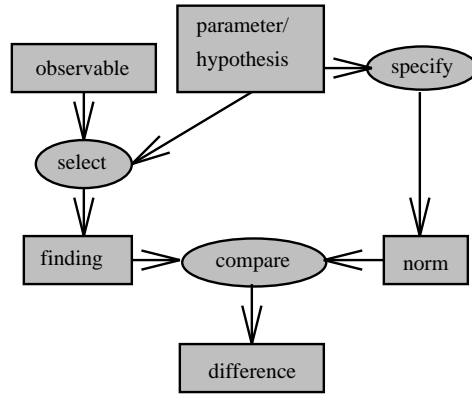 parameter/
hypothesis
observable
specify
select
finding
compare
norm
difference